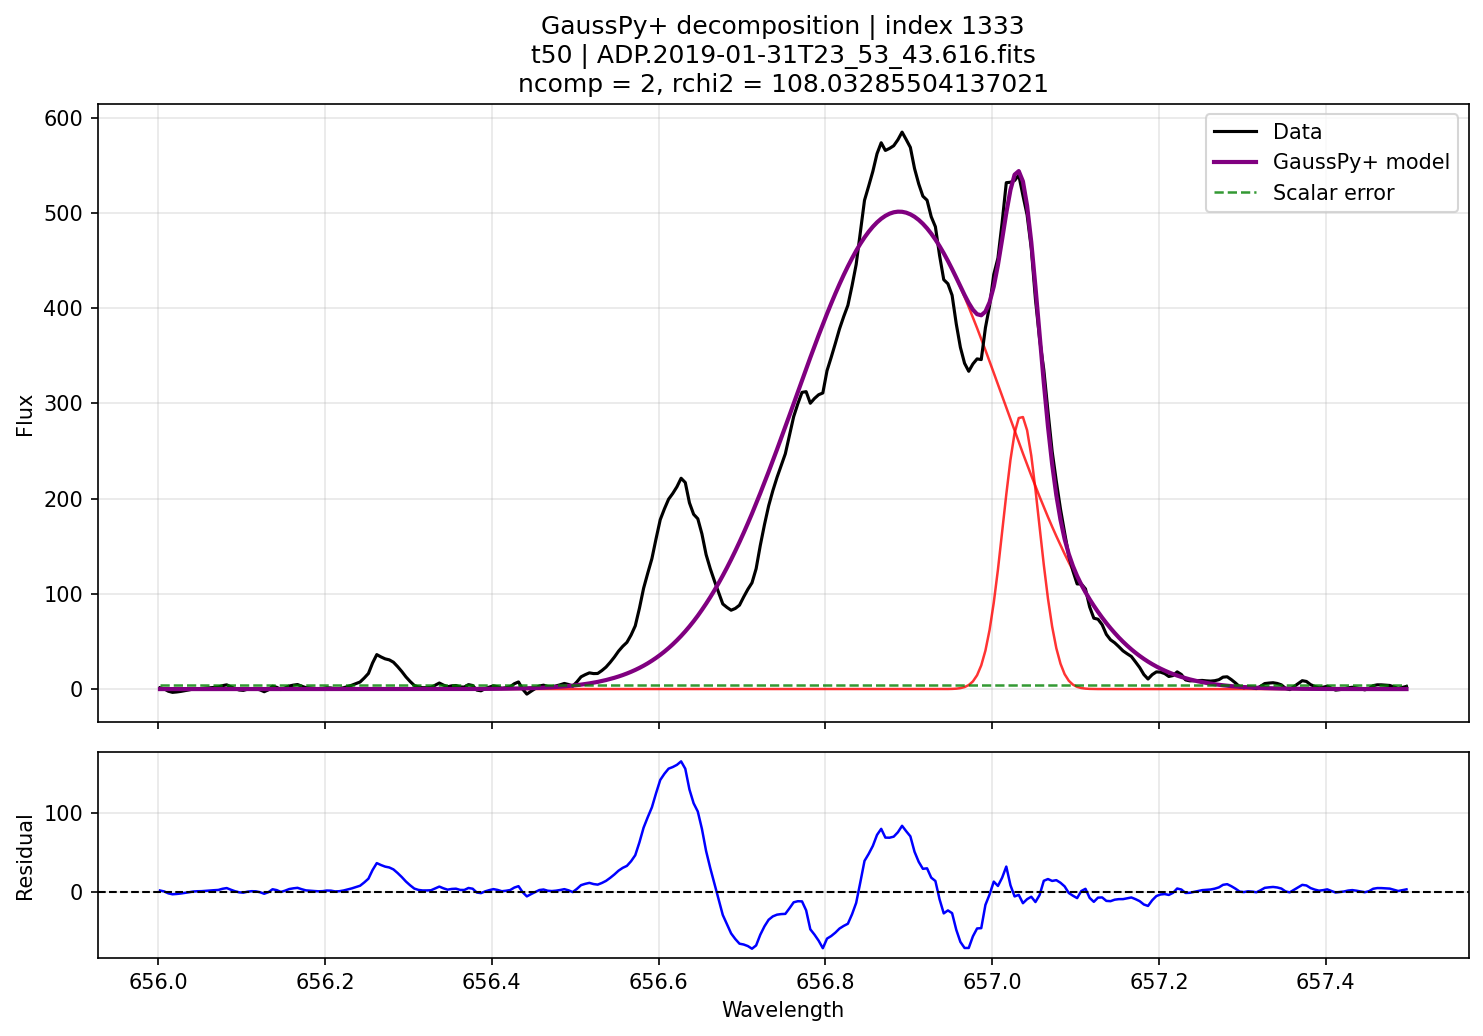 GaussPy+ decomposition | index 1333
t50 | ADP.2019-01-31T23_53_43.616.fits
ncomp = 2, rchi2 = 108.03285504137021
Data
GaussPy+ model
Scalar error
600
500
400
300
200
100
0
Flux
100
0
Residual
656.0 656.2 656.4 656.6 656.8 657.0 657.2 657.4
Wavelength